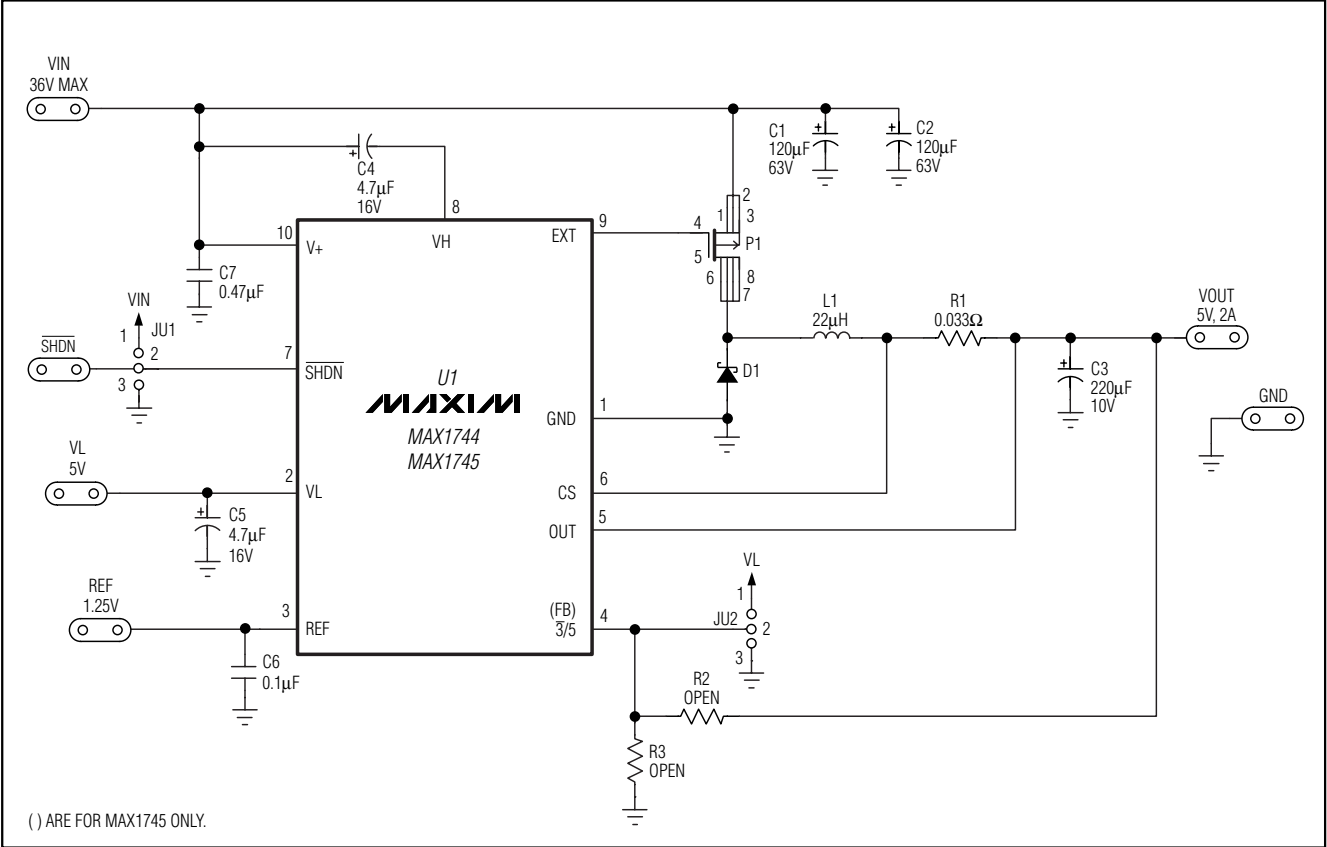 VIN
36V MAX
C1
120µF
63V
C2
120µF
63V
+
+
+
C4
4.7µF
16V
8
2
1
3
4
5
P1
6
8
7
9
10
V+
VH
EXT
C7
0.47µF
VIN
1
JU1
2
3
SHDN
7
SHDN
U1
MAXIM
MAX1744
MAX1745
L1
22µH
R1
0.033Ω
VOUT
5V, 2A
D1
+
C3
220µF
10V
GND
GND
1
VL
5V
2
VL
+
C5
4.7µF
16V
CS
6
OUT
5
REF
1.25V
3
REF
C6
0.1µF
(FB)
3/5
4
VL
1
JU2
2
3
R2
OPEN
R3
OPEN
( ) ARE FOR MAX1745 ONLY.